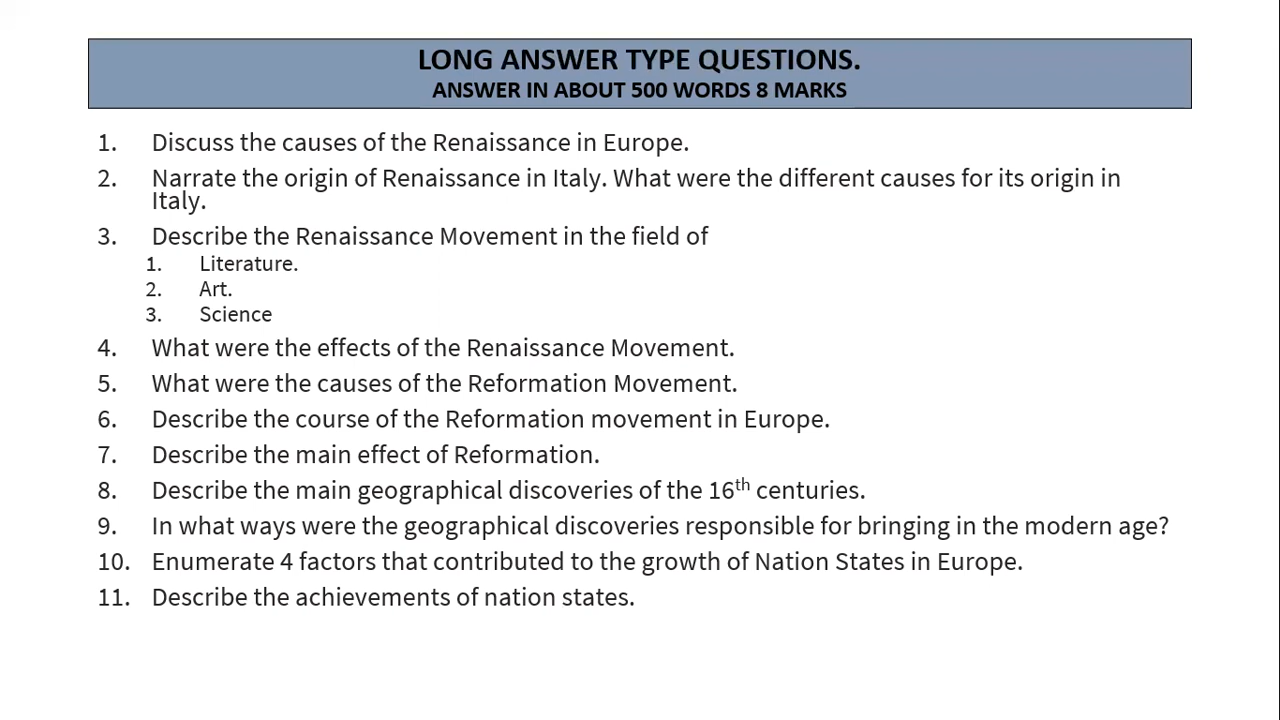 LONG ANSWER TYPE QUESTIONS.
ANSWER IN ABOUT 500 WORDS 8 MARKS
1. Discuss the causes of the Renaissance in Europe.
2. Narrate the origin of Renaissance in Italy. What were the different causes for its origin in
Italy.
3. Describe the Renaissance Movement in the field of
1. Literature.
2. Art.
3. Science
4. What were the effects of the Renaissance Movement.
5. What were the causes of the Reformation Movement.
6. Describe the course of the Reformation movement in Europe.
7. Describe the main effect of Reformation.
8. Describe the main geographical discoveries of the 16th centuries.
9. In what ways were the geographical discoveries responsible for bringing in the modern age?
10. Enumerate 4 factors that contributed to the growth of Nation States in Europe.
11. Describe the achievements of nation states.